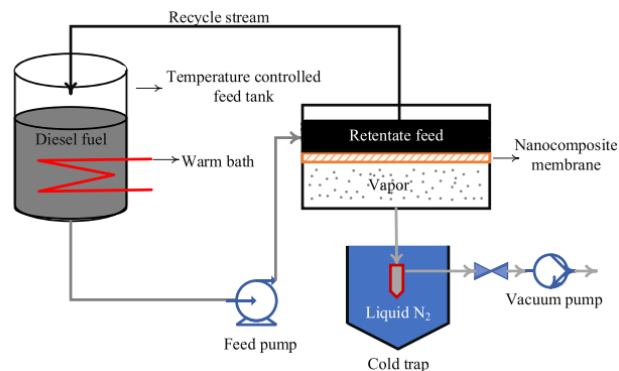 Recycle stream
Temperature controlled
feed tank
Diesel fuel
Warm bath
Retentate feed
Nanocomposite
membrane
Vapor
Liquid N₂
Vacuum pump
Feed pump
Cold trap